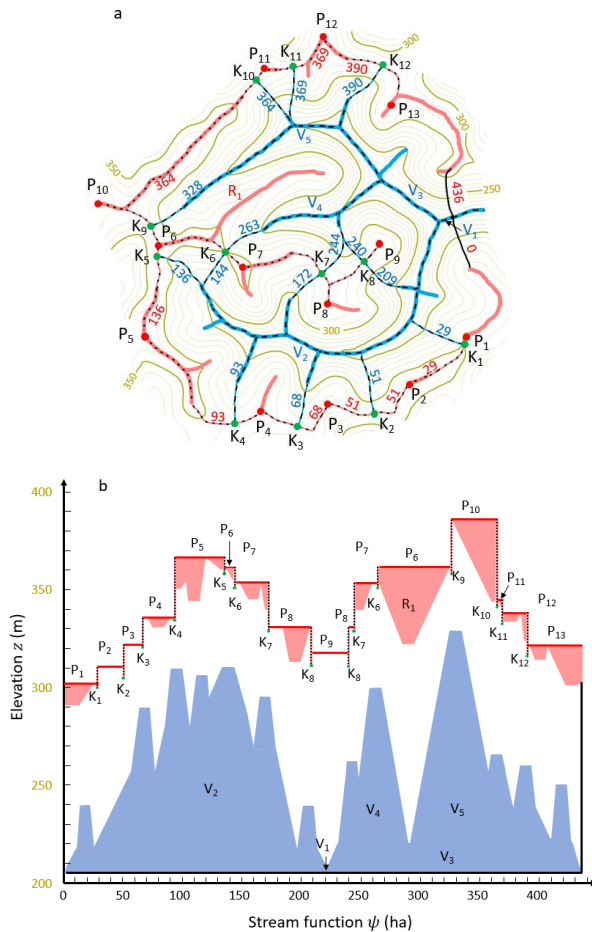 a
P12
300
P11
K11
369
390
K12
K10
369
364
390
P13
300
V5
350
364
328
R1
V3
436
250
P10
V4
K9
P6
263
V1
K5
K6
P7
244
240
P9
0
136
144
172
K7
K8
209
P8
136
300
P5
V2
29
P1
K1
350
93
51
29
P2
68
51
93
P4
68
51
P3
K4
K3
K2
b
400
P10
P6
P5
P7
P7
P6
P11
350
K5
K9
P4
K6
K6
R1
P12
K10
P3
P8
P8
K11
K4
P13
P2
K3
K7
P9
K7
K12
P1
K2
K8
K8
300
K1
250
V2
V4
V5
V1
V3
200
0
50
100
150
200
250
300
350
400
Elevation z (m)
Stream function ψ (ha)